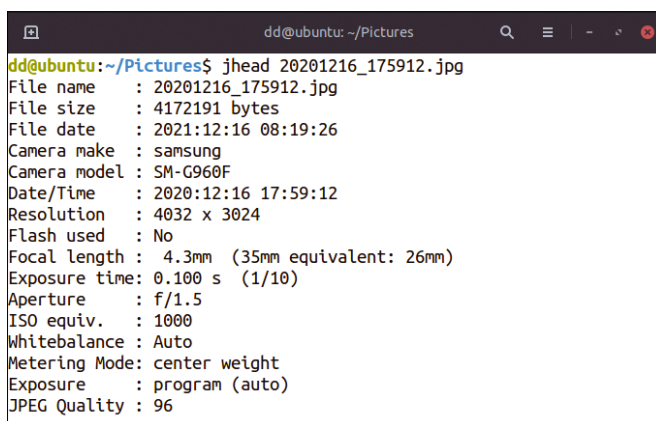 dd@ubuntu: ~/Pictures
dd@ubuntu:~/Pictures$ jhead 20201216_175912.jpg
File name    : 20201216_175912.jpg
File size    : 4172191 bytes
File date    : 2021:12:16 08:19:26
Camera make  : samsung
Camera model : SM-G960F
Date/Time    : 2020:12:16 17:59:12
Resolution   : 4032 x 3024
Flash used   : No
Focal length :  4.3mm  (35mm equivalent: 26mm)
Exposure time: 0.100 s  (1/10)
Aperture     : f/1.5
ISO equiv.   : 1000
Whitebalance : Auto
Metering Mode: center weight
Exposure     : program (auto)
JPEG Quality : 96